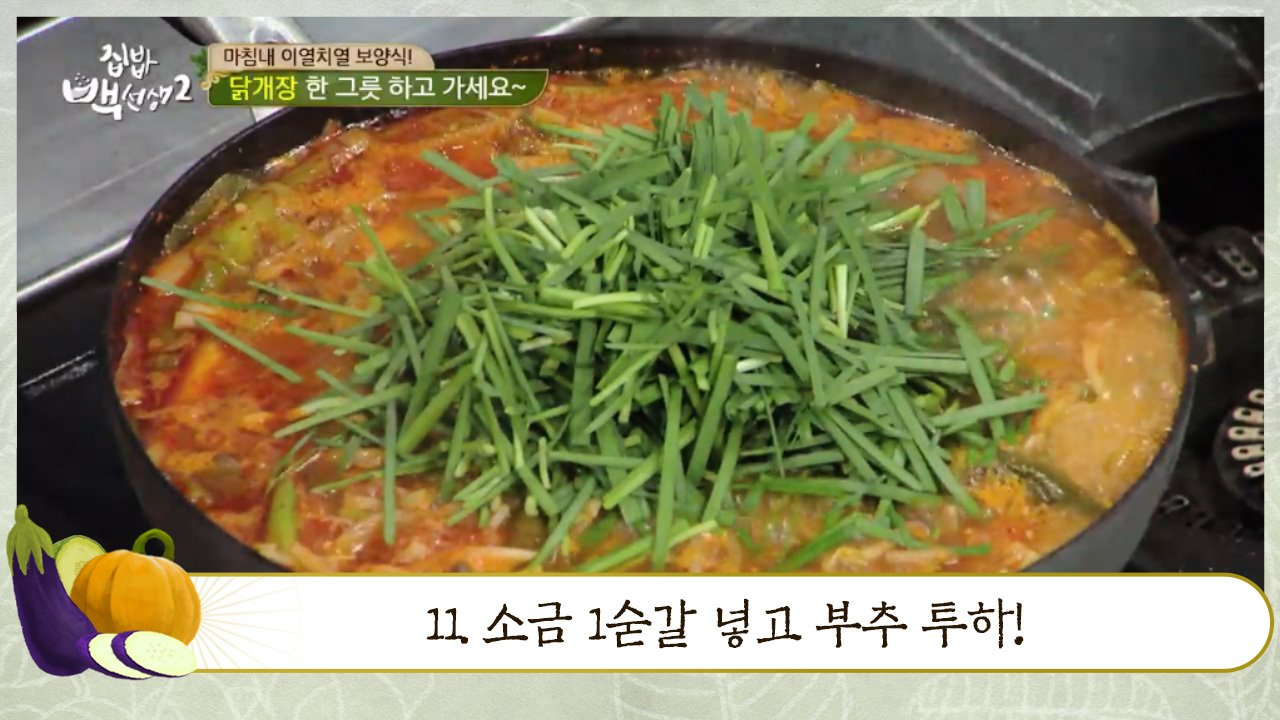 집밥
백선생2
마침내 이열치열 보양식!
닭개장 한 그릇 하고 가세요~
11. 소금 1숟갈 넣고 부추 투하!